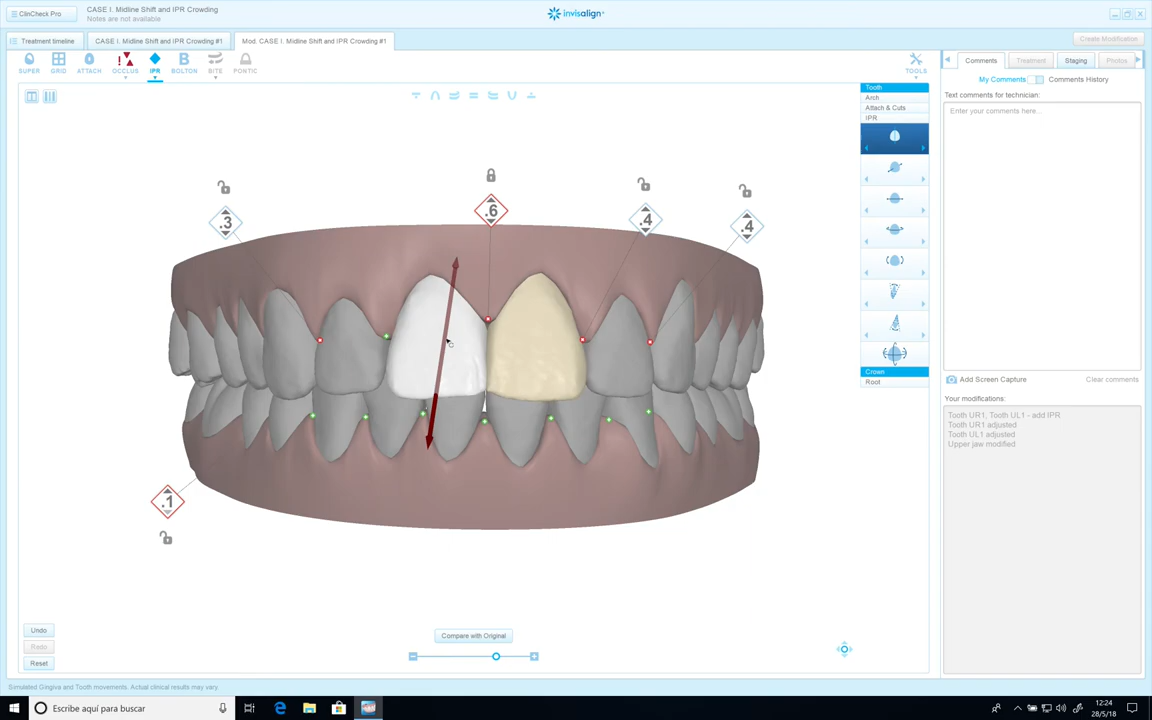 ClinCheck Pro
CASE I. Midline Shift and IPR Crowding
Notes are not available
invisalign
Treatment timeline
CASE I. Midline Shift and IPR Crowding #1
Mod. CASE I. Midline Shift and IPR Crowding #1
Create Modification
SUPER
GRID
ATTACH
OCCLUS
IPR
BOLTON
BITE
PONTIC
TOOLS
Comments
Treatment
Staging
Photos
My Comments
Comments History
Text comments for technician:
Enter your comments here...
Tooth
Arch
Attach & Cuts
IPR
.3
.6
.4
.4
.1
Crown
Root
Add Screen Capture
Clear comments
Your modifications:
Tooth UR1, Tooth UL1 - add IPR
Tooth UR1 adjusted
Tooth UL1 adjusted
Upper jaw modified
Undo
Redo
Reset
Compare with Original
Simulated Gingiva and Tooth movements. Actual clinical results may vary
Escribe aquí para buscar
12:24
28/5/18